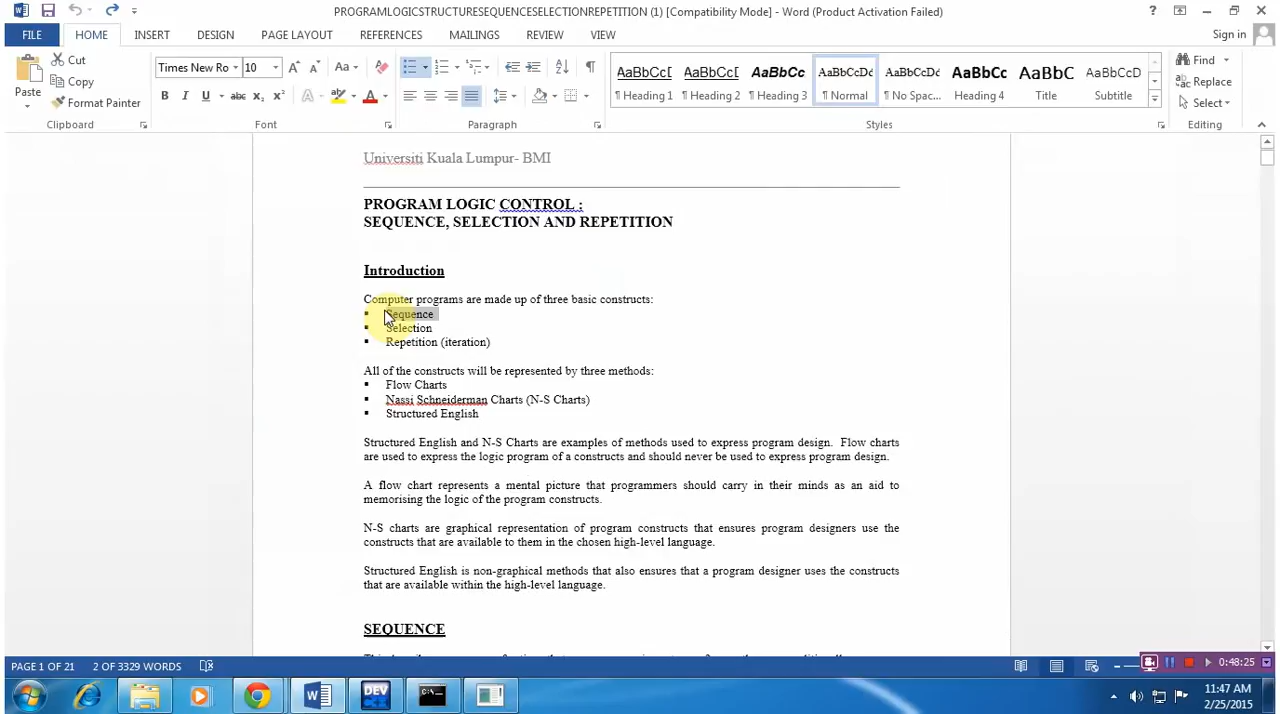 PROGRAMLOGICSTRUCTURESEQUENCESELECTIONREPETITION (1) [Compatibility Mode] - Word (Product Activation Failed)
FILE HOME INSERT DESIGN PAGE LAYOUT REFERENCES MAILINGS REVIEW VIEW Sign in
Paste
Cut
Copy
Format Painter
Clipboard
Times New Ro 10
Font
Paragraph
AaBbCcI AaBbCcI AaBbCc AaBbCcDd AaBbCcDd AaBbCc AaBbC AaBbCcD
¶ Heading 1 ¶ Heading 2 ¶ Heading 3 ¶ Normal ¶ No Spac... Heading 4 Title Subtitle
Styles
Find
Replace
Select
Editing
Universiti Kuala Lumpur- BMI
PROGRAM LOGIC CONTROL :
SEQUENCE, SELECTION AND REPETITION
Introduction
Computer programs are made up of three basic constructs:
▪ Sequence
▪ Selection
▪ Repetition (iteration)
All of the constructs will be represented by three methods:
▪ Flow Charts
▪ Nassi Schneiderman Charts (N-S Charts)
▪ Structured English
Structured English and N-S Charts are examples of methods used to express program design. Flow charts
are used to express the logic program of a constructs and should never be used to express program design.
A flow chart represents a mental picture that programmers should carry in their minds as an aid to
memorising the logic of the program constructs.
N-S charts are graphical representation of program constructs that ensures program designers use the
constructs that are available to them in the chosen high-level language.
Structured English is non-graphical methods that also ensures that a program designer uses the constructs
that are available within the high-level language.
SEQUENCE
PAGE 1 OF 21 2 OF 3329 WORDS
0:48:25
DEV
11:47 AM
2/25/2015